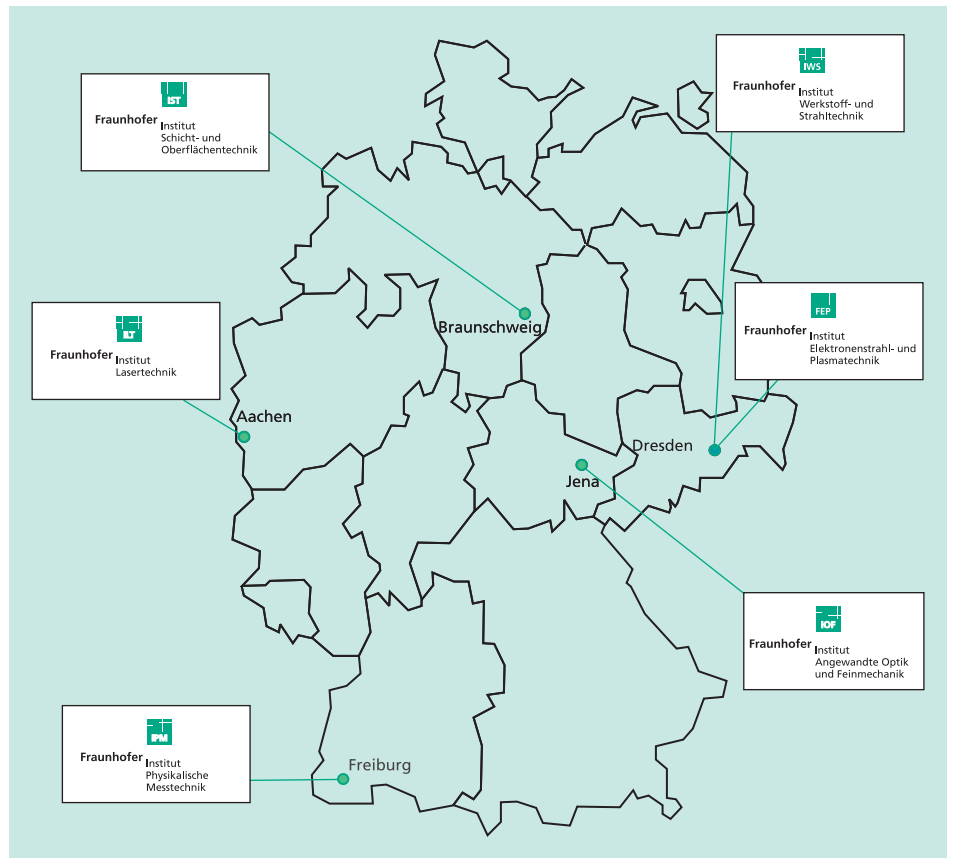 IWS
Fraunhofer Institut
Werkstoff- und
Strahltechnik
IST
Fraunhofer Institut
Schicht- und
Oberflächentechnik
FEP
Fraunhofer Institut
Elektronenstrahl- und
Plasmatechnik
Braunschweig
ILT
Fraunhofer Institut
Lasertechnik
Aachen
Dresden
Jena
IOF
Fraunhofer Institut
Angewandte Optik
und Feinmechanik
IPM
Fraunhofer Institut
Physikalische
Messtechnik
Freiburg